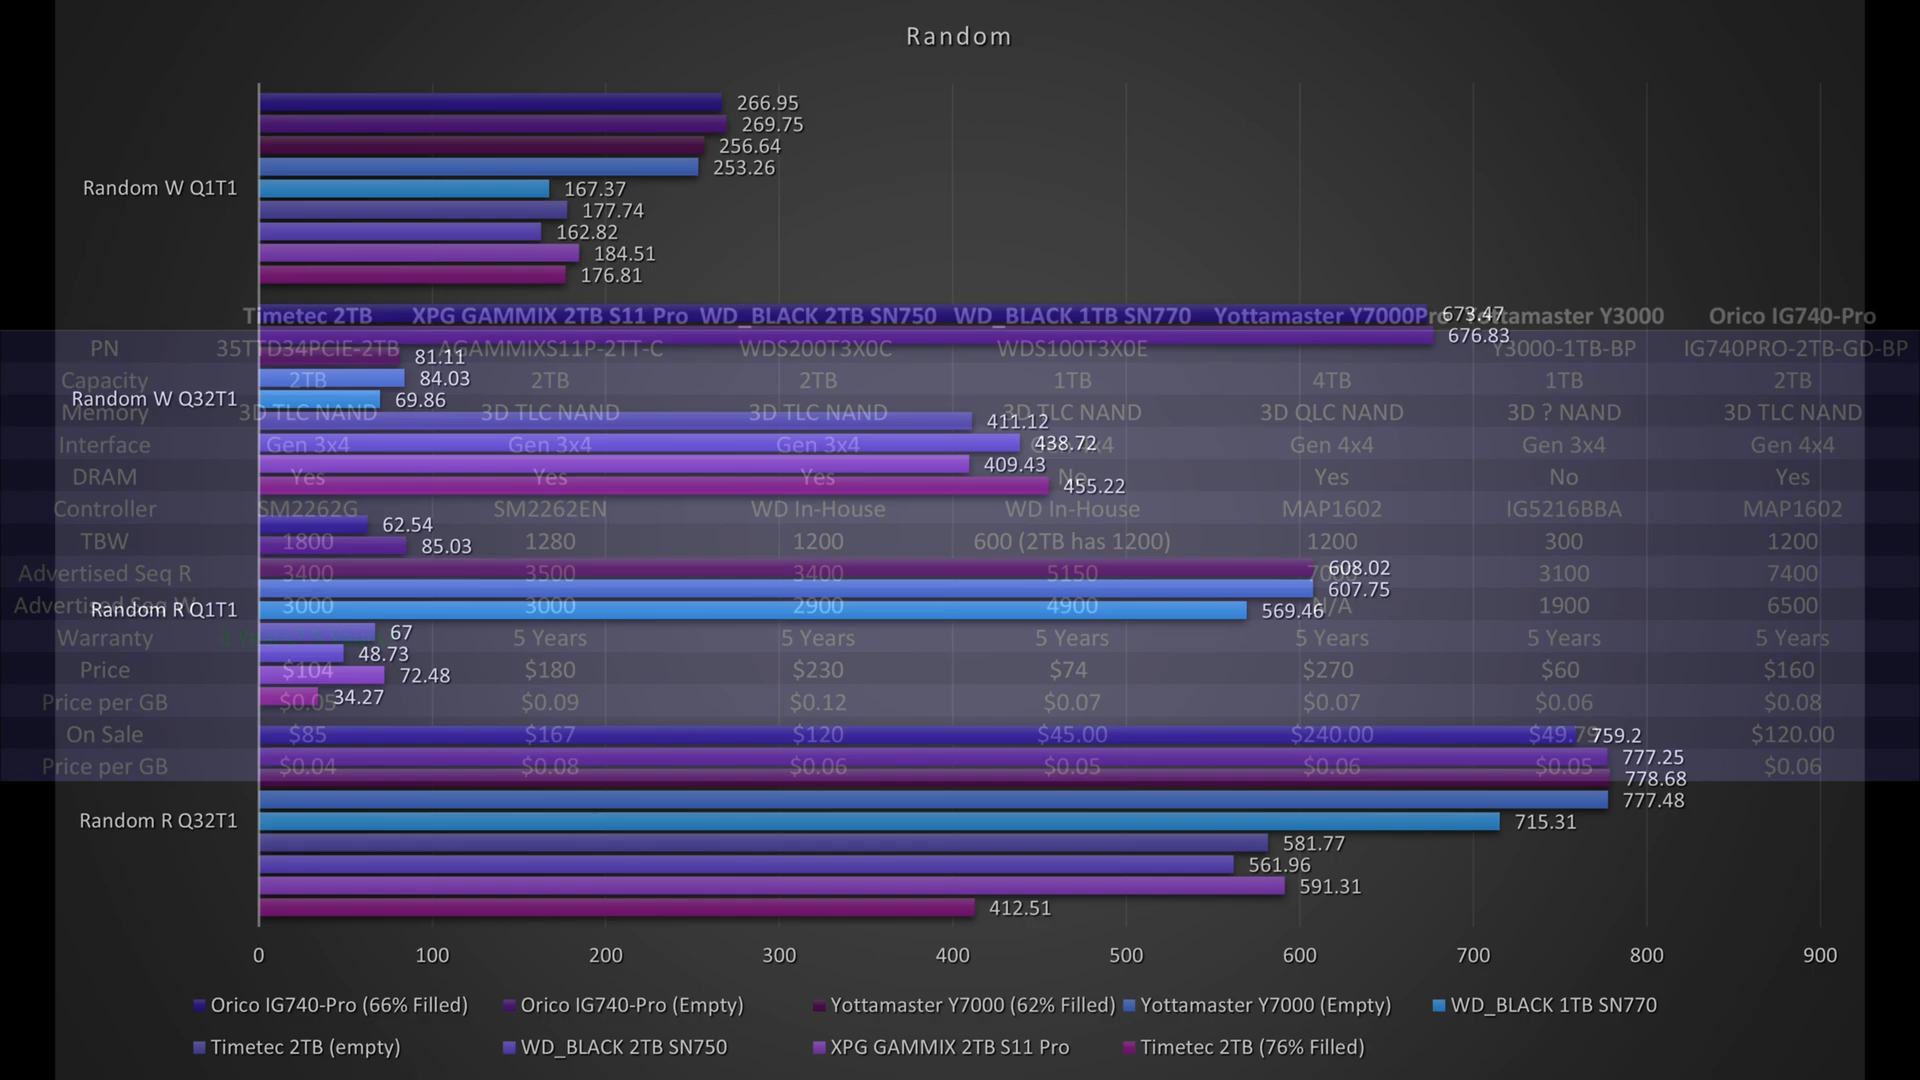 Random
266.95
269.75
256.64
253.26
Random W Q1T1
167.37
177.74
162.82
184.51
176.81
Timetec 2TB XPG GAMMIX 2TB S11 Pro WD_BLACK 2TB SN750 WD_BLACK 1TB SN770 Yottamaster Y7000Pro Yottamaster Y3000 Orico IG740-Pro
673.47
676.83
PN 35TTD34PCIE-2TB AGAMMIXS11P-2TT-C WDS200T3X0C WDS100T3X0E Y3000-1TB-BP IG740PRO-2TB-GD-BP
81.11
Capacity 2TB 2TB 2TB 1TB 4TB 1TB 2TB
84.03
Random W Q32T1
69.86
Memory 3D TLC NAND 3D TLC NAND 3D TLC NAND 3D TLC NAND 3D QLC NAND 3D ? NAND 3D TLC NAND
411.12
Interface Gen 3x4 Gen 3x4 Gen 3x4 Gen 4x4 Gen 3x4 Gen 4x4
438.72
409.43
DRAM Yes Yes Yes No Yes No Yes
455.22
Controller SM2262G SM2262EN WD In-House WD In-House MAP1602 IG5216BBA MAP1602
62.54
TBW 1800 1280 1200 600 (2TB has 1200) 1200 300 1200
85.03
Advertised Seq R 3400 3500 3400 5150 3100 7400
608.02
607.75
Advertised Seq W 3000 3000 2900 4900 N/A 1900 6500
Random R Q1T1
569.46
Warranty 5 Years 5 Years 5 Years 5 Years 5 Years 5 Years
67
48.73
Price $104 $180 $230 $74 $270 $60 $160
72.48
Price per GB $0.05 $0.09 $0.12 $0.07 $0.07 $0.06 $0.08
34.27
On Sale $85 $167 $120 $45.00 $240.00 $49.79 $120.00
759.2
777.25
Price per GB $0.04 $0.08 $0.06 $0.05 $0.06 $0.05 $0.06
778.68
777.48
Random R Q32T1
715.31
581.77
561.96
591.31
412.51
0 100 200 300 400 500 600 700 800 900
Orico IG740-Pro (66% Filled) Orico IG740-Pro (Empty) Yottamaster Y7000 (62% Filled) Yottamaster Y7000 (Empty) WD_BLACK 1TB SN770
Timetec 2TB (empty) WD_BLACK 2TB SN750 XPG GAMMIX 2TB S11 Pro Timetec 2TB (76% Filled)